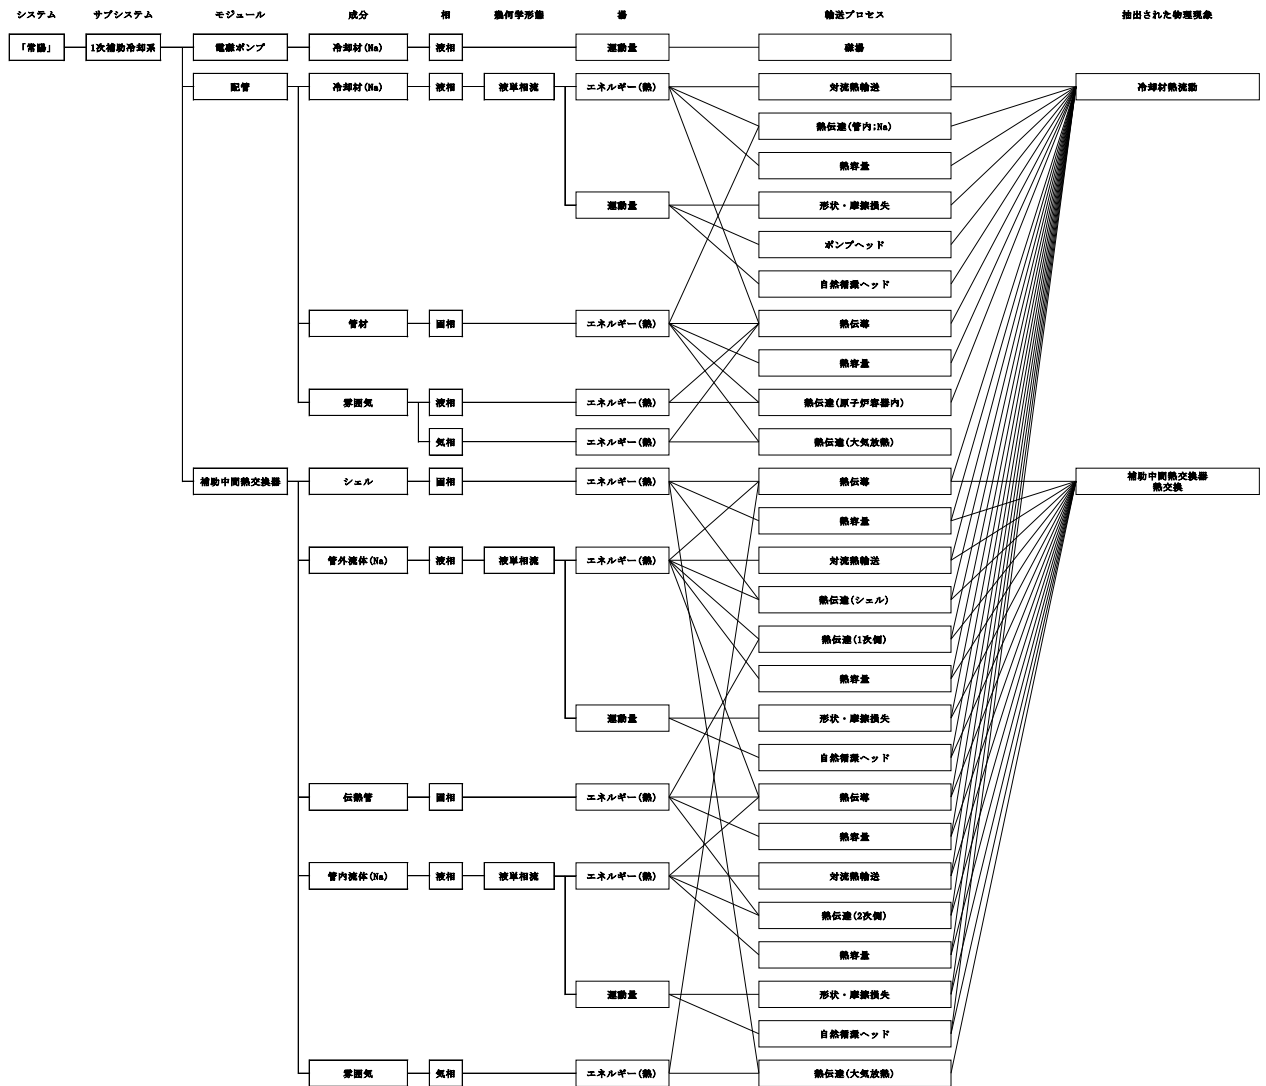 システム サブシステム モジュール 成分 相 幾何学形態 場 輸送プロセス 抽出された物理現象
「常陽」 1次補助冷却系 電磁ポンプ 冷却材(Na) 液相 運動量 磁場
配管 冷却材(Na) 液相 液単相流 エネルギー(熱) 対流熱輸送 冷却材熱流動
熱伝達(管内;Na)
熱容量
運動量 形状・摩擦損失
ポンプヘッド
自然循環ヘッド
管材 固相 エネルギー(熱) 熱伝導
熱容量
雰囲気 液相 エネルギー(熱) 熱伝達(原子炉容器内)
気相 エネルギー(熱) 熱伝達(大気放熱)
補助中間熱交換器 シェル 固相 エネルギー(熱) 熱伝導 補助中間熱交換器
熱交換
熱容量
管外流体(Na) 液相 液単相流 エネルギー(熱) 対流熱輸送
熱伝達(シェル)
熱伝達(1次側)
熱容量
運動量 形状・摩擦損失
自然循環ヘッド
伝熱管 固相 エネルギー(熱) 熱伝導
熱容量
管内流体(Na) 液相 液単相流 エネルギー(熱) 対流熱輸送
熱伝達(2次側)
熱容量
運動量 形状・摩擦損失
自然循環ヘッド
雰囲気 気相 エネルギー(熱) 熱伝達(大気放熱)